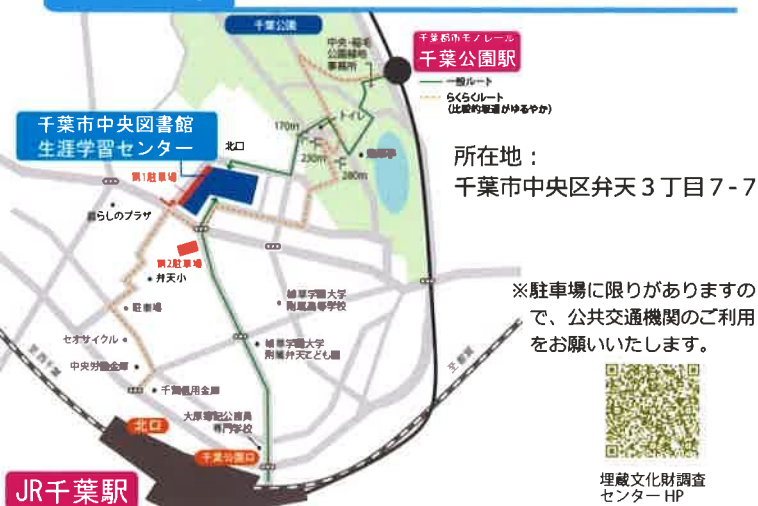 千葉公園
中央・稲毛
公園緑地
事務所
千葉都市モノレール
千葉公園駅
一般ルート
らくらくルート
(比較的坂道がゆるやか)
トイレ
170m
230m
280m
千葉市中央図書館
生涯学習センター
北口
第1駐車場
暮らしのプラザ
第2駐車場
弁天小
駐車場
セオサイクル
中央労働金庫
千葉信用金庫
植草学園大学
附属高等学校
植草学園大学
附属弁天こども園
大原簿記公務員
専門学校
至西千葉
至都賀
北口
千葉公園口
JR千葉駅
所在地：
千葉市中央区弁天３丁目７-７
※駐車場に限りがありますの
で、公共交通機関のご利用
をお願いいたします。
埋蔵文化財調査
センター HP